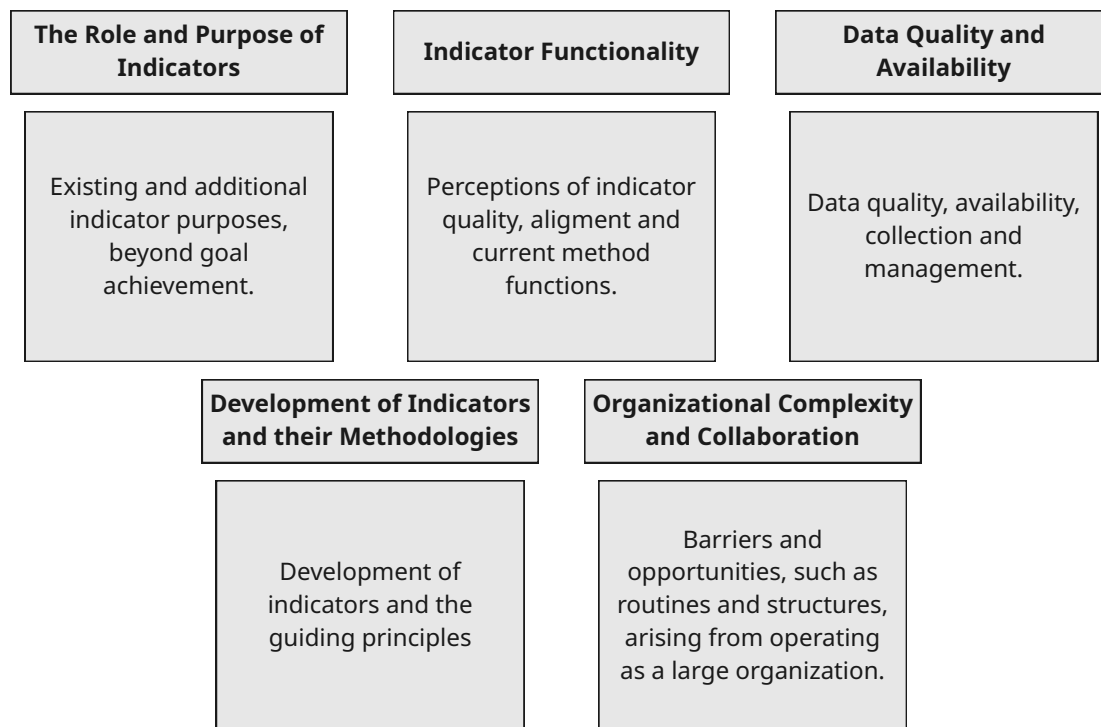 The Role and Purpose of
Indicators
Existing and additional
indicator purposes,
beyond goal
achievement.
Indicator Functionality
Perceptions of indicator
quality, aligment and
current method
functions.
Data Quality and
Availability
Data quality, availability,
collection and
management.
Development of Indicators
and their Methodologies
Development of
indicators and the
guiding principles
Organizational Complexity
and Collaboration
Barriers and
opportunities, such as
routines and structures,
arising from operating
as a large organization.